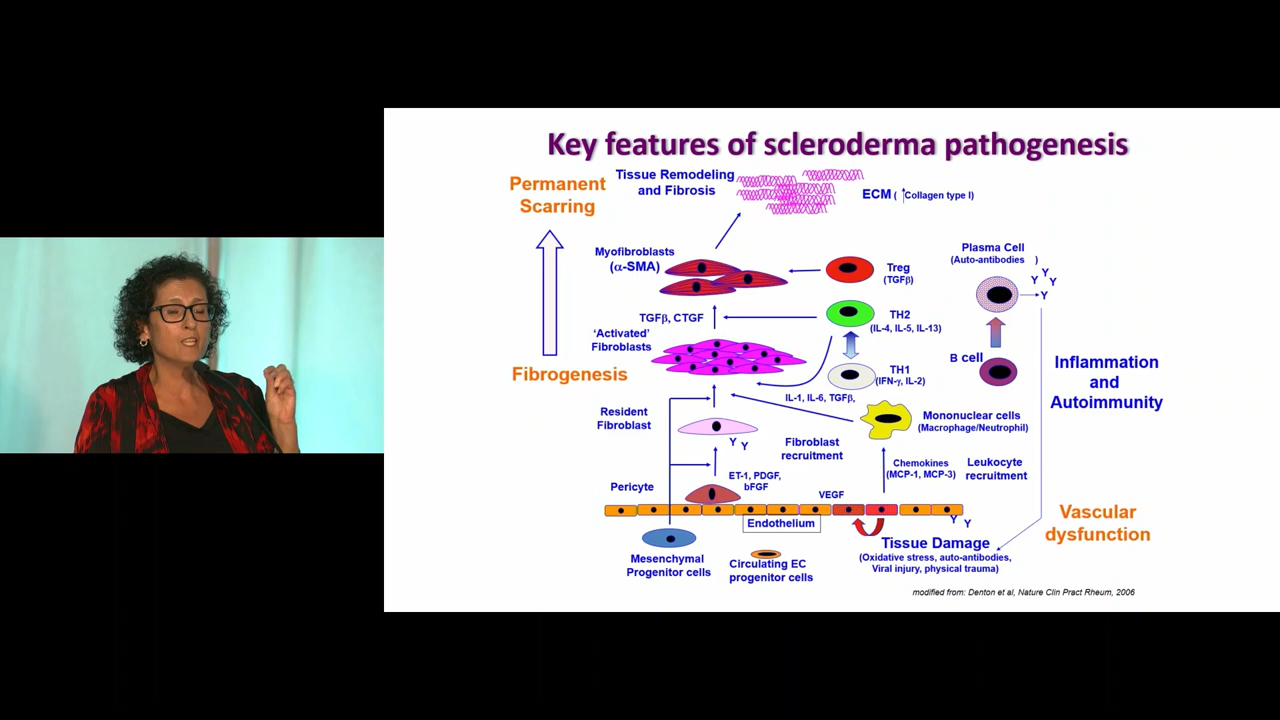 Key features of scleroderma pathogenesis
Permanent
Scarring
Tissue Remodeling
and Fibrosis
ECM ( ↑Collagen type I)
Myofibroblasts
(α-SMA)
Treg
(TGFβ)
Plasma Cell
(Auto-antibodies )
Y Y
Y
Y
TGFβ, CTGF
TH2
(IL-4, IL-5, IL-13)
'Activated'
Fibroblasts
B cell
Inflammation
and
Autoimmunity
Fibrogenesis
TH1
(IFN-γ, IL-2)
IL-1, IL-6, TGFβ,
Resident
Fibroblast
Mononuclear cells
(Macrophage/Neutrophil)
Y Y
Fibroblast
recruitment
Chemokines
(MCP-1, MCP-3)
Leukocyte
recruitment
ET-1, PDGF,
bFGF
Pericyte
VEGF
Endothelium
Y Y
Vascular
dysfunction
Tissue Damage
(Oxidative stress, auto-antibodies,
Viral injury, physical trauma)
Mesenchymal
Progenitor cells
Circulating EC
progenitor cells
modified from: Denton et al, Nature Clin Pract Rheum, 2006